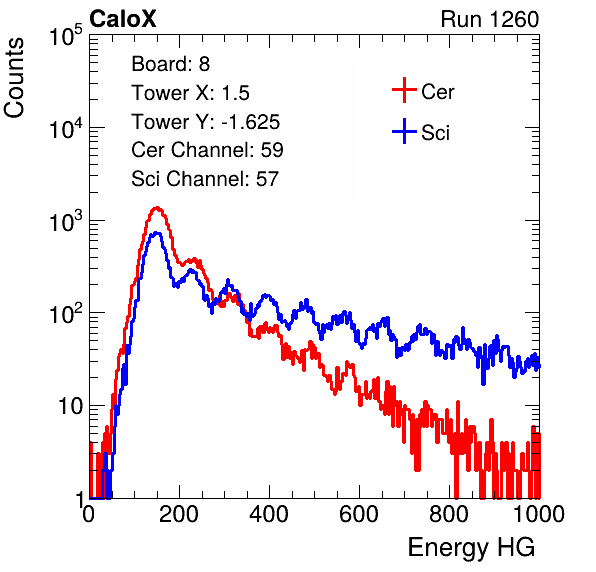 CaloX Run 1260
Counts
10^5
10^4
10^3
10^2
10
1
Board: 8
Tower X: 1.5
Tower Y: -1.625
Cer Channel: 59
Sci Channel: 57
Cer
Sci
0 200 400 600 800 1000
Energy HG